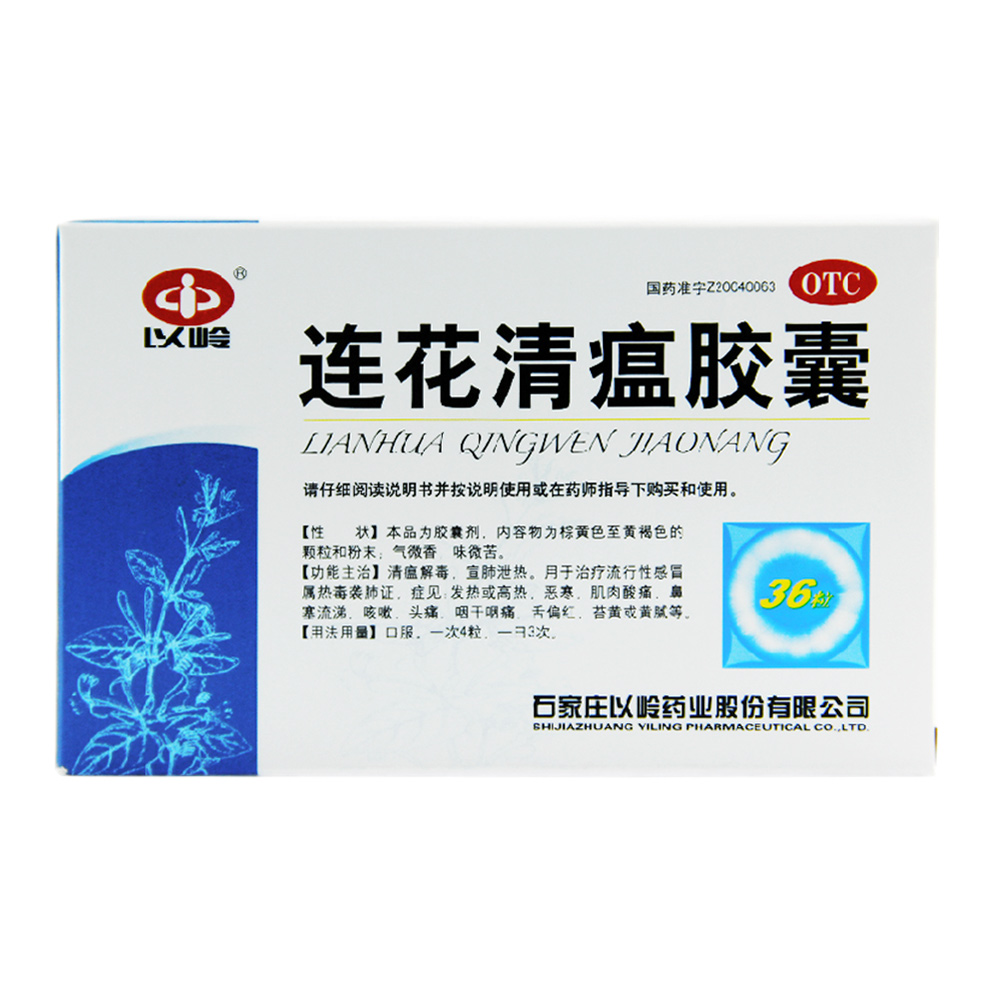 以岭
®
国药准字Z20040063
OTC
连花清瘟胶囊
LIANHUA QINGWEN JIAONANG
请仔细阅读说明书并按说明使用或在药师指导下购买和使用。
【性　状】本品为胶囊剂，内容物为棕黄色至黄褐色的
颗粒和粉末；气微香，味微苦。
【功能主治】清瘟解毒，宣肺泄热。用于治疗流行性感冒
属热毒袭肺证，症见:发热或高热，恶寒，肌肉酸痛，鼻
塞流涕，咳嗽，头痛，咽干咽痛，舌偏红，苔黄或黄腻等。
【用法用量】口服。一次4粒，一日3次。
36粒
石家庄以岭药业股份有限公司
SHIJIAZHUANG YILING PHARMACEUTICAL CO.,LTD.